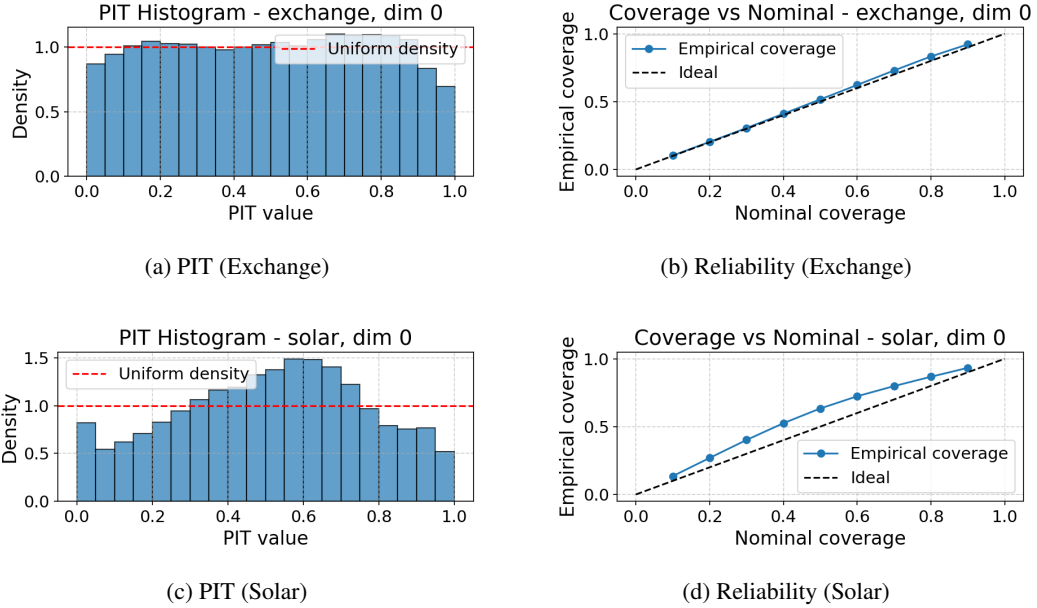 PIT Histogram - exchange, dim 0
Density
1.0
0.5
0.0
Uniform density
0.0 0.2 0.4 0.6 0.8 1.0
PIT value
(a) PIT (Exchange)
Coverage vs Nominal - exchange, dim 0
Empirical coverage
1.0
0.5
0.0
Empirical coverage
Ideal
0.0 0.2 0.4 0.6 0.8 1.0
Nominal coverage
(b) Reliability (Exchange)
PIT Histogram - solar, dim 0
Density
1.5
1.0
0.5
0.0
Uniform density
0.0 0.2 0.4 0.6 0.8 1.0
PIT value
(c) PIT (Solar)
Coverage vs Nominal - solar, dim 0
Empirical coverage
1.0
0.5
0.0
Empirical coverage
Ideal
0.0 0.2 0.4 0.6 0.8 1.0
Nominal coverage
(d) Reliability (Solar)